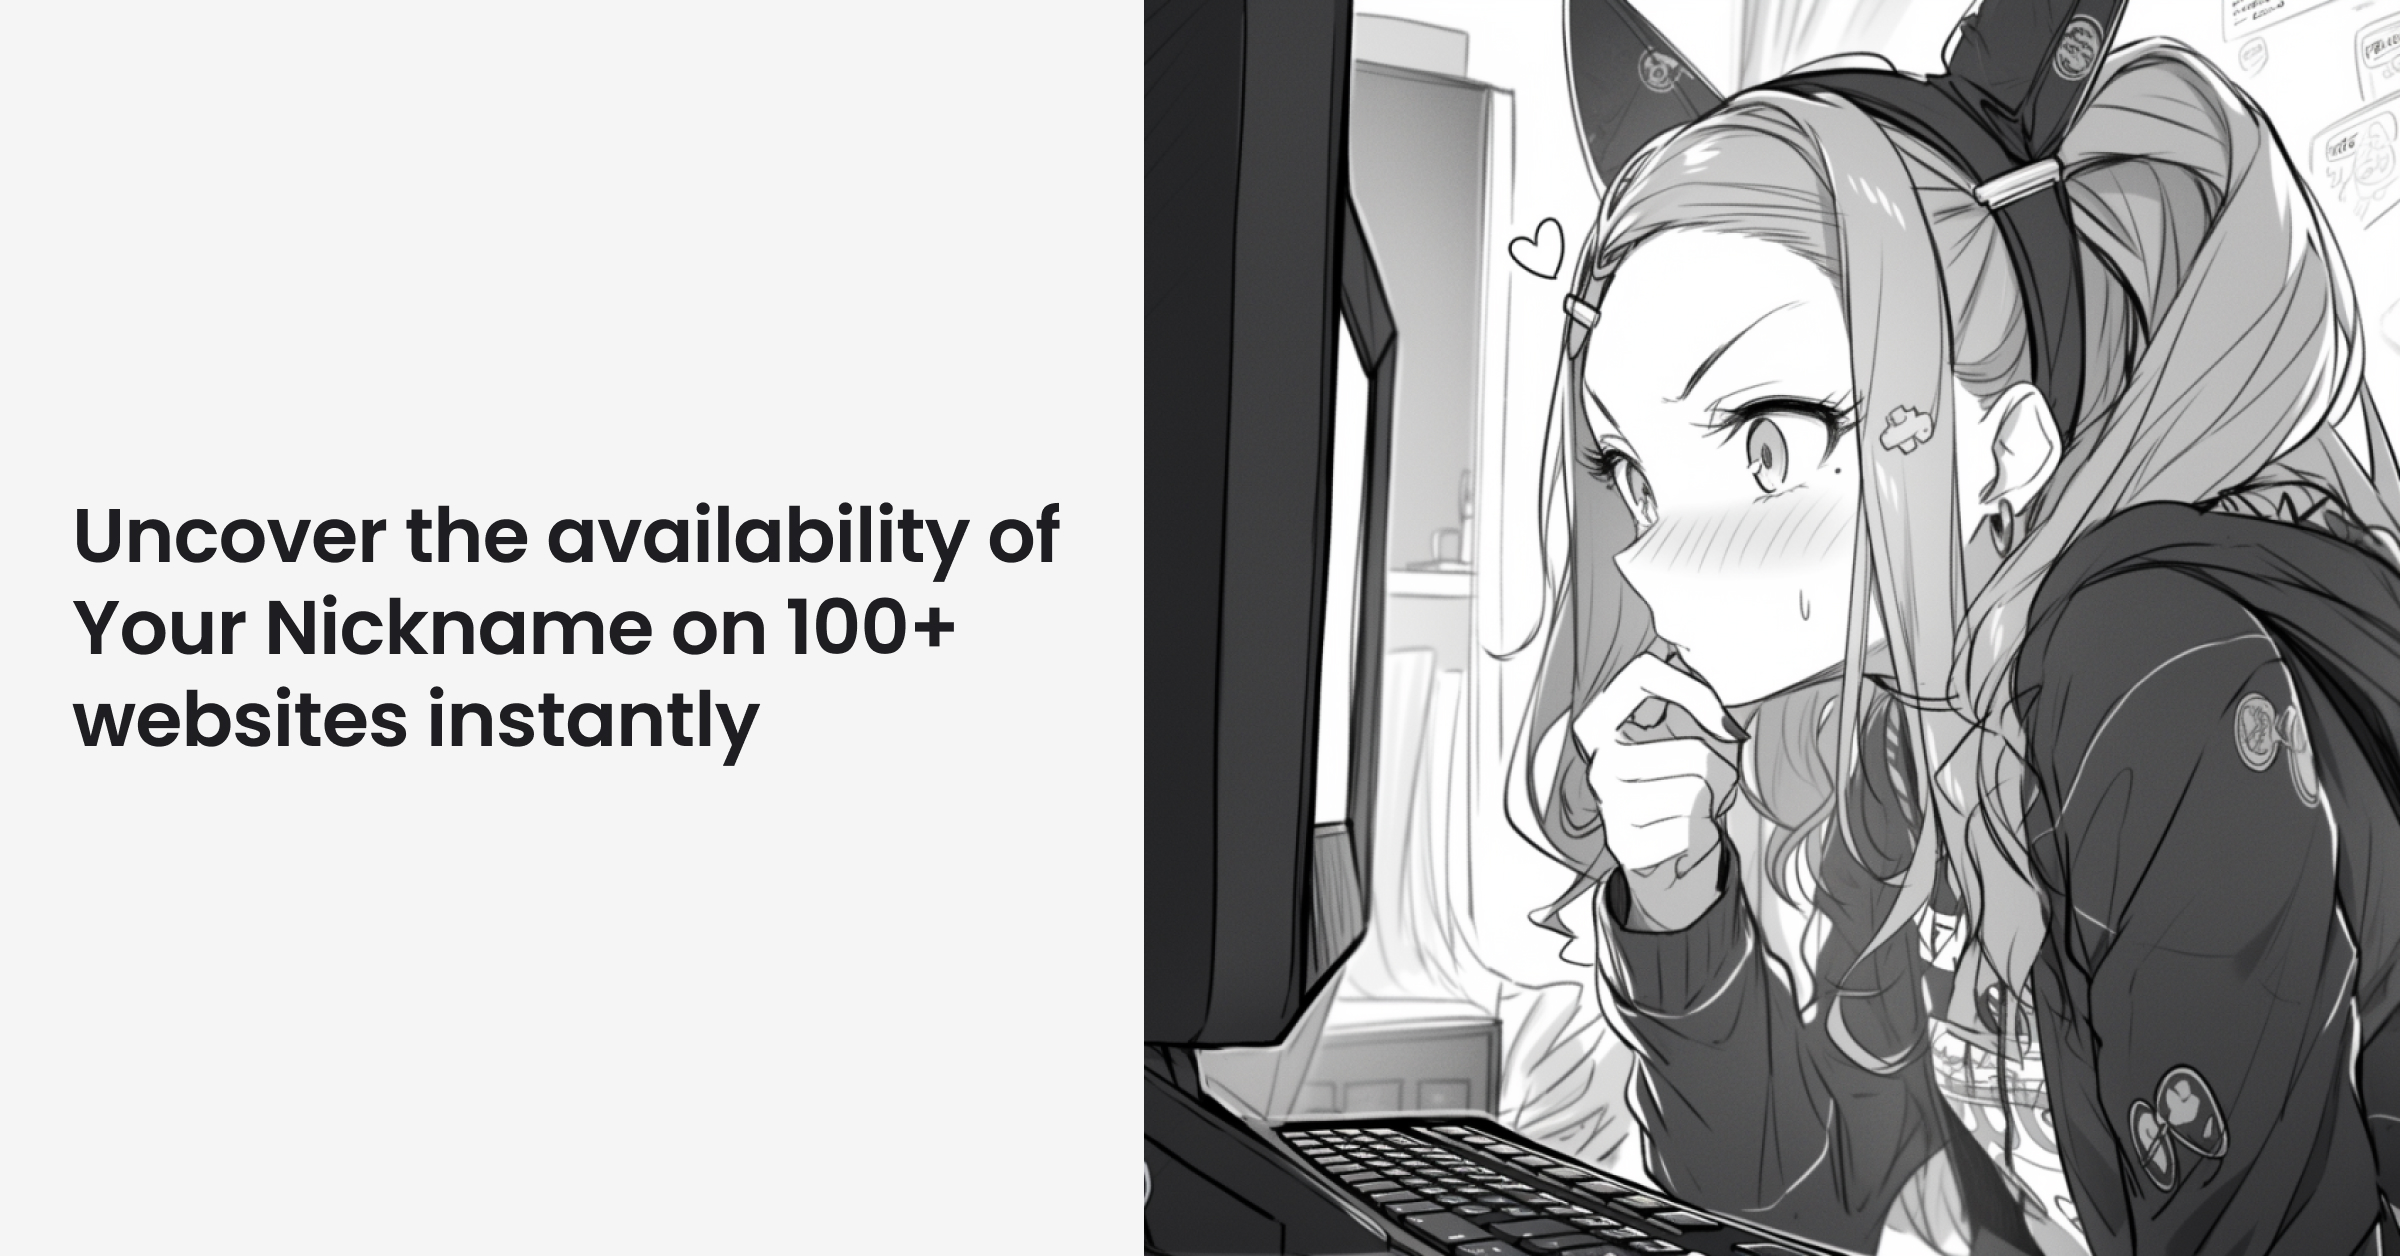 Uncover the availability of
Your Nickname on 100+
websites instantly